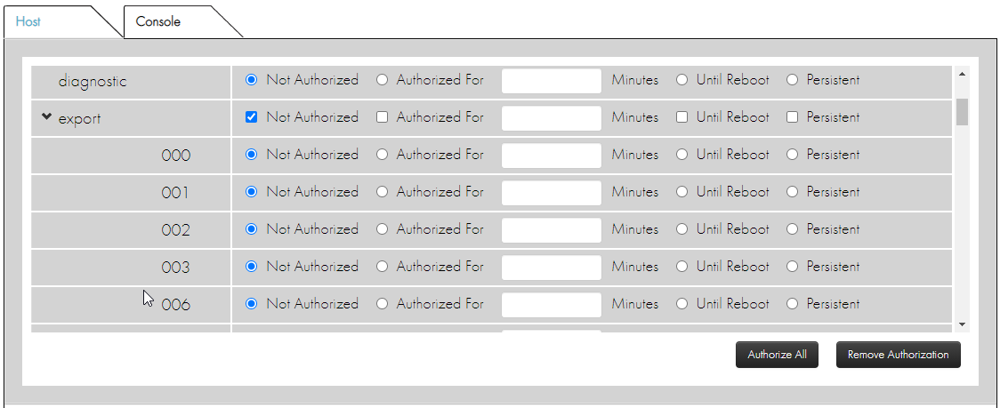 Host Console
diagnostic Not Authorized Authorized For Minutes Until Reboot Persistent
export Not Authorized Authorized For Minutes Until Reboot Persistent
000 Not Authorized Authorized For Minutes Until Reboot Persistent
001 Not Authorized Authorized For Minutes Until Reboot Persistent
002 Not Authorized Authorized For Minutes Until Reboot Persistent
003 Not Authorized Authorized For Minutes Until Reboot Persistent
006 Not Authorized Authorized For Minutes Until Reboot Persistent
Authorize All Remove Authorization